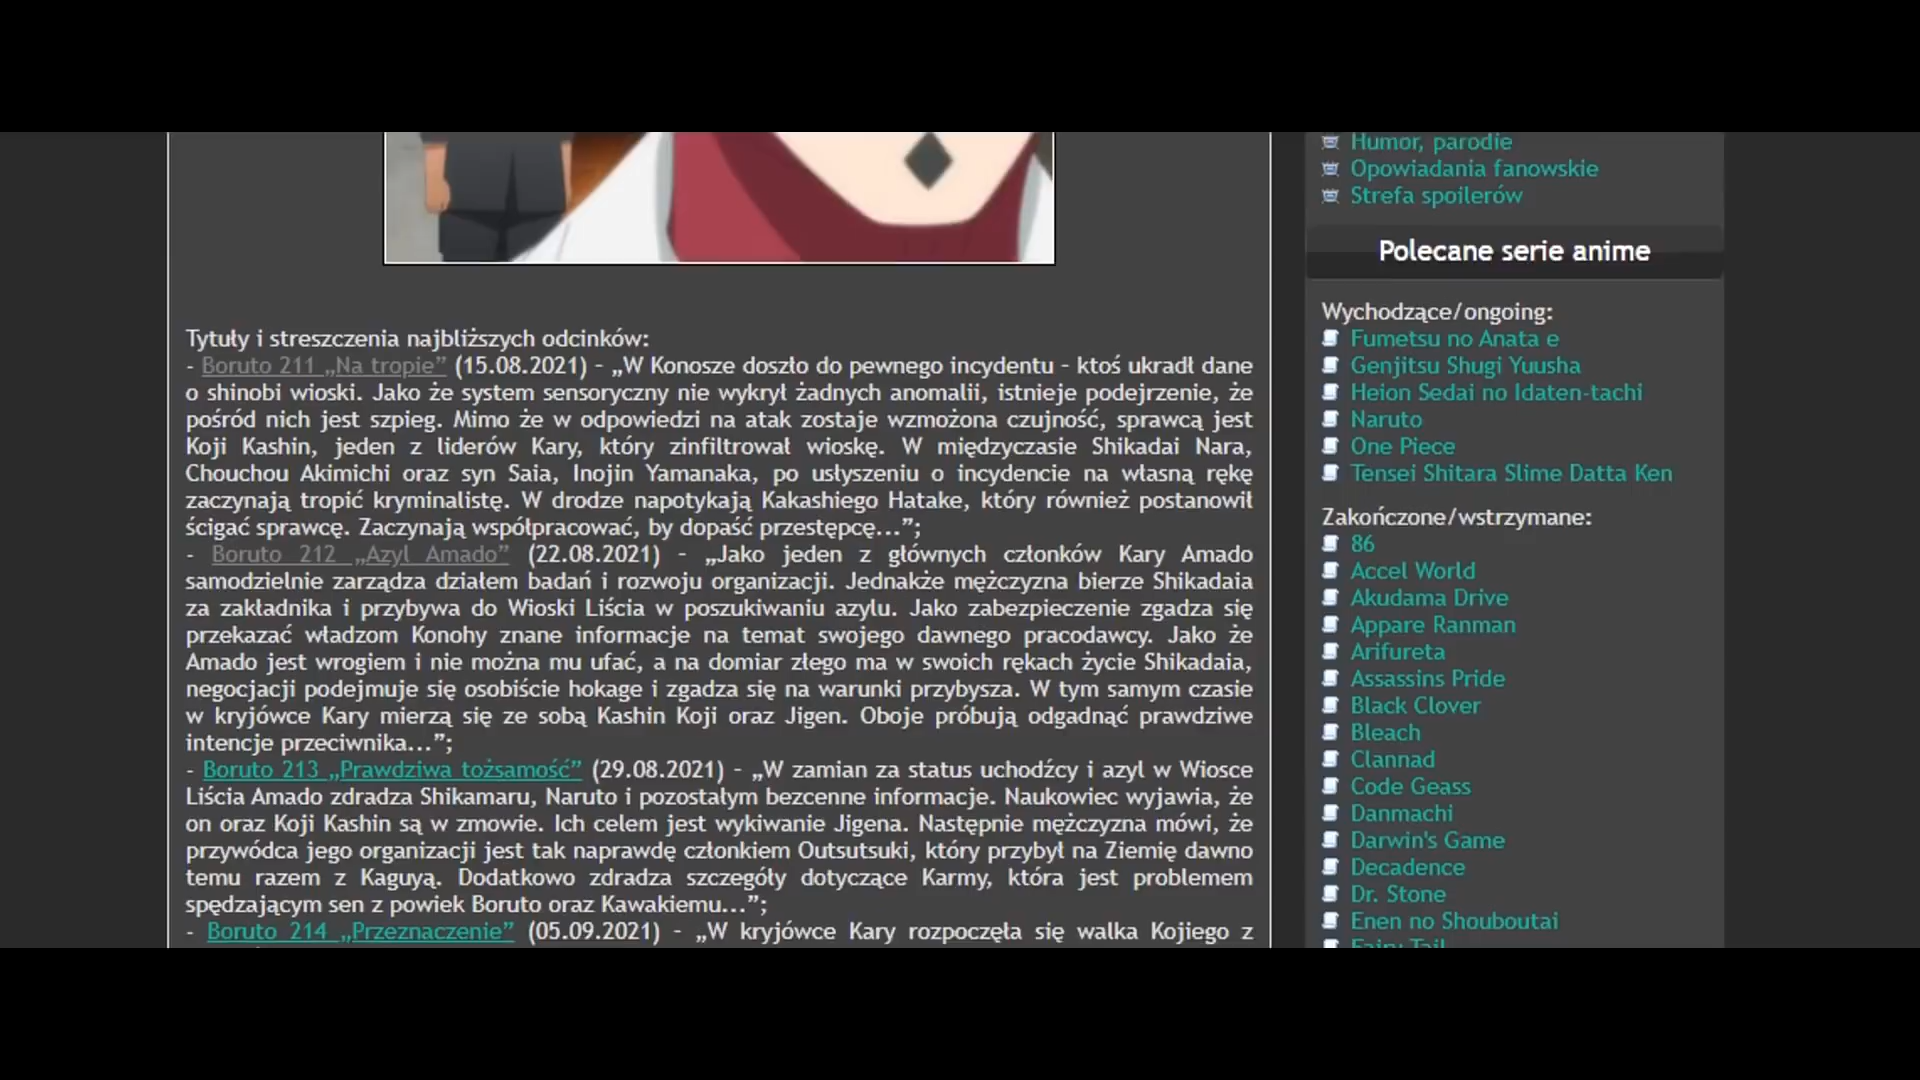 Tytuły i streszczenia najbliższych odcinków:
- Boruto 211 „Na tropie” (15.08.2021) - „W Konosze doszło do pewnego incydentu - ktoś ukradł dane
o shinobi wioski. Jako że system sensoryczny nie wykrył żadnych anomalii, istnieje podejrzenie, że
pośród nich jest szpieg. Mimo że w odpowiedzi na atak zostaje wzmożona czujność, sprawcą jest
Koji Kashin, jeden z liderów Kary, który zinfiltrował wioskę. W międzyczasie Shikadai Nara,
Chouchou Akimichi oraz syn Saia, Inojin Yamanaka, po usłyszeniu o incydencie na własną rękę
zaczynają tropić kryminalistę. W drodze napotykają Kakashiego Hatake, który również postanowił
ścigać sprawcę. Zaczynają współpracować, by dopaść przestępcę...”;
- Boruto 212 „Azyl Amado” (22.08.2021) - „Jako jeden z głównych członków Kary Amado
samodzielnie zarządza działem badań i rozwoju organizacji. Jednakże mężczyzna bierze Shikadaia
za zakładnika i przybywa do Wioski Liścia w poszukiwaniu azylu. Jako zabezpieczenie zgadza się
przekazać władzom Konohy znane informacje na temat swojego dawnego pracodawcy. Jako że
Amado jest wrogiem i nie można mu ufać, a na domiar złego ma w swoich rękach życie Shikadaia,
negocjacji podejmuje się osobiście hokage i zgadza się na warunki przybysza. W tym samym czasie
w kryjówce Kary mierzą się ze sobą Kashin Koji oraz Jigen. Oboje próbują odgadnąć prawdziwe
intencje przeciwnika...”;
- Boruto 213 „Prawdziwa tożsamość” (29.08.2021) - „W zamian za status uchodźcy i azyl w Wiosce
Liścia Amado zdradza Shikamaru, Naruto i pozostałym bezcenne informacje. Naukowiec wyjawia, że
on oraz Koji Kashin są w zmowie. Ich celem jest wykiwanie Jigena. Następnie mężczyzna mówi, że
przywódca jego organizacji jest tak naprawdę członkiem Outsutsuki, który przybył na Ziemię dawno
temu razem z Kaguyą. Dodatkowo zdradza szczegóły dotyczące Karmy, która jest problemem
spędzającym sen z powiek Boruto oraz Kawakiemu...”;
- Boruto 214 „Przeznaczenie” (05.09.2021) - „W kryjówce Kary rozpoczęła się walka Kojiego z
Humor, parodie
Opowiadania fanowskie
Strefa spoilerów
Polecane serie anime
Wychodzące/ongoing:
Fumetsu no Anata e
Genjitsu Shugi Yuusha
Heion Sedai no Idaten-tachi
Naruto
One Piece
Tensei Shitara Slime Datta Ken
Zakończone/wstrzymane:
86
Accel World
Akudama Drive
Appare Ranman
Arifureta
Assassins Pride
Black Clover
Bleach
Clannad
Code Geass
Danmachi
Darwin's Game
Decadence
Dr. Stone
Enen no Shouboutai
Fairy Tail